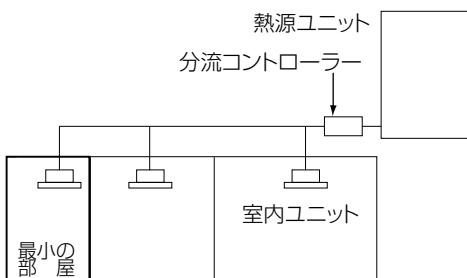 熱源ユニット
分流コントローラー
室内ユニット
最小の
部　屋